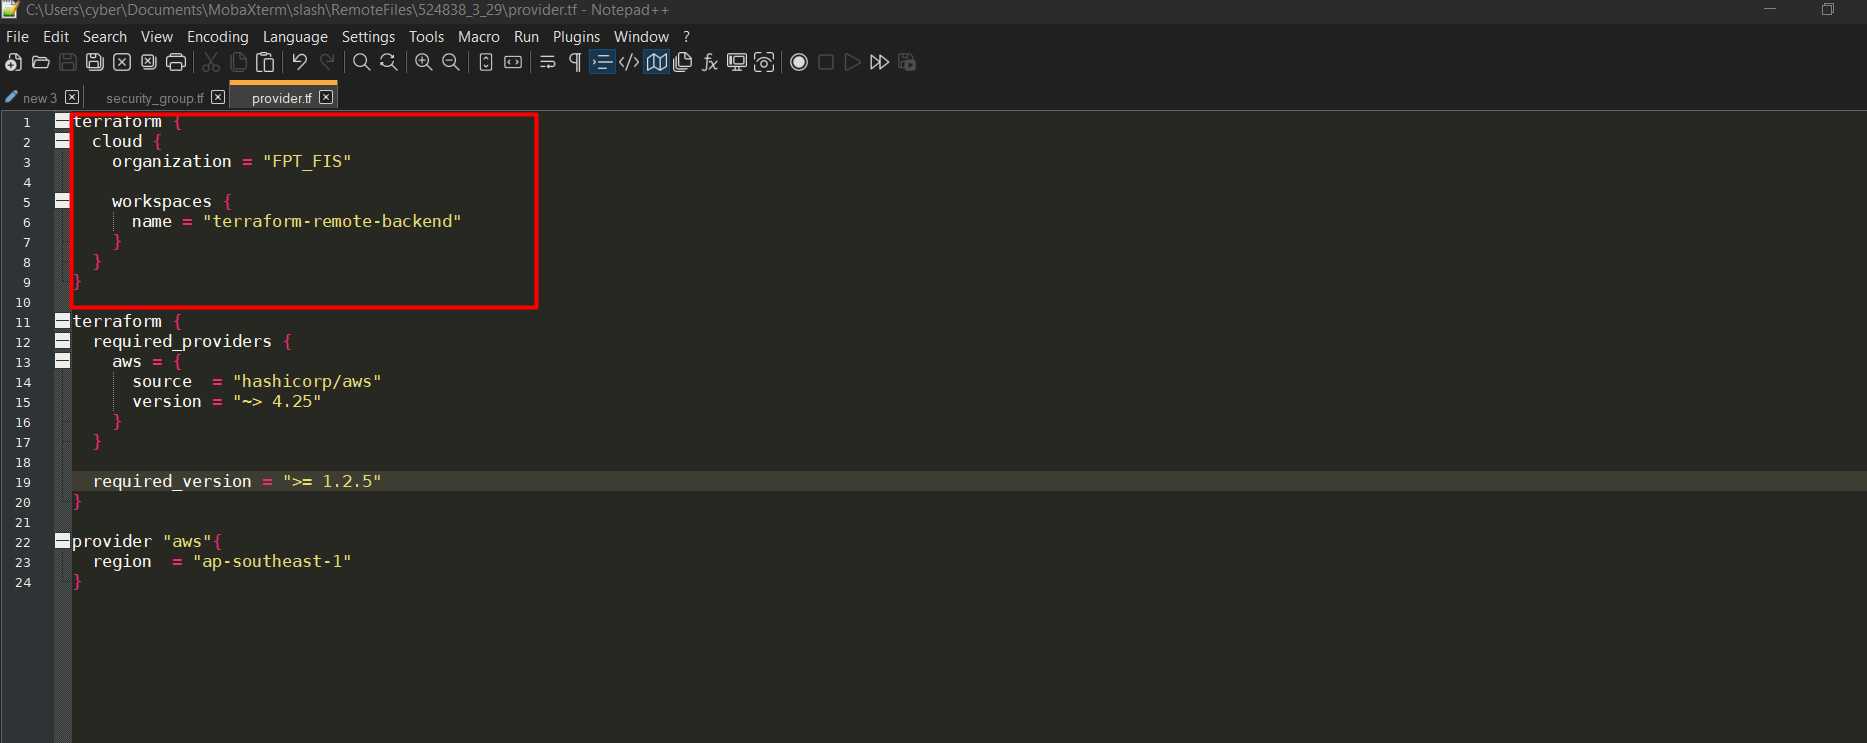 C:\Users\cyber\Documents\MobaXterm\slash\RemoteFiles\524838_3_29\provider.tf - Notepad++
File Edit Search View Encoding Language Settings Tools Macro Run Plugins Window ?
new 3 security_group.tf provider.tf
1 terraform {
2   cloud {
3     organization = "FPT_FIS"
4
5     workspaces {
6       name = "terraform-remote-backend"
7     }
8   }
9 }
10
11 terraform {
12   required_providers {
13     aws = {
14       source  = "hashicorp/aws"
15       version = "~> 4.25"
16     }
17   }
18
19   required_version = ">= 1.2.5"
20 }
21
22 provider "aws"{
23   region  = "ap-southeast-1"
24 }